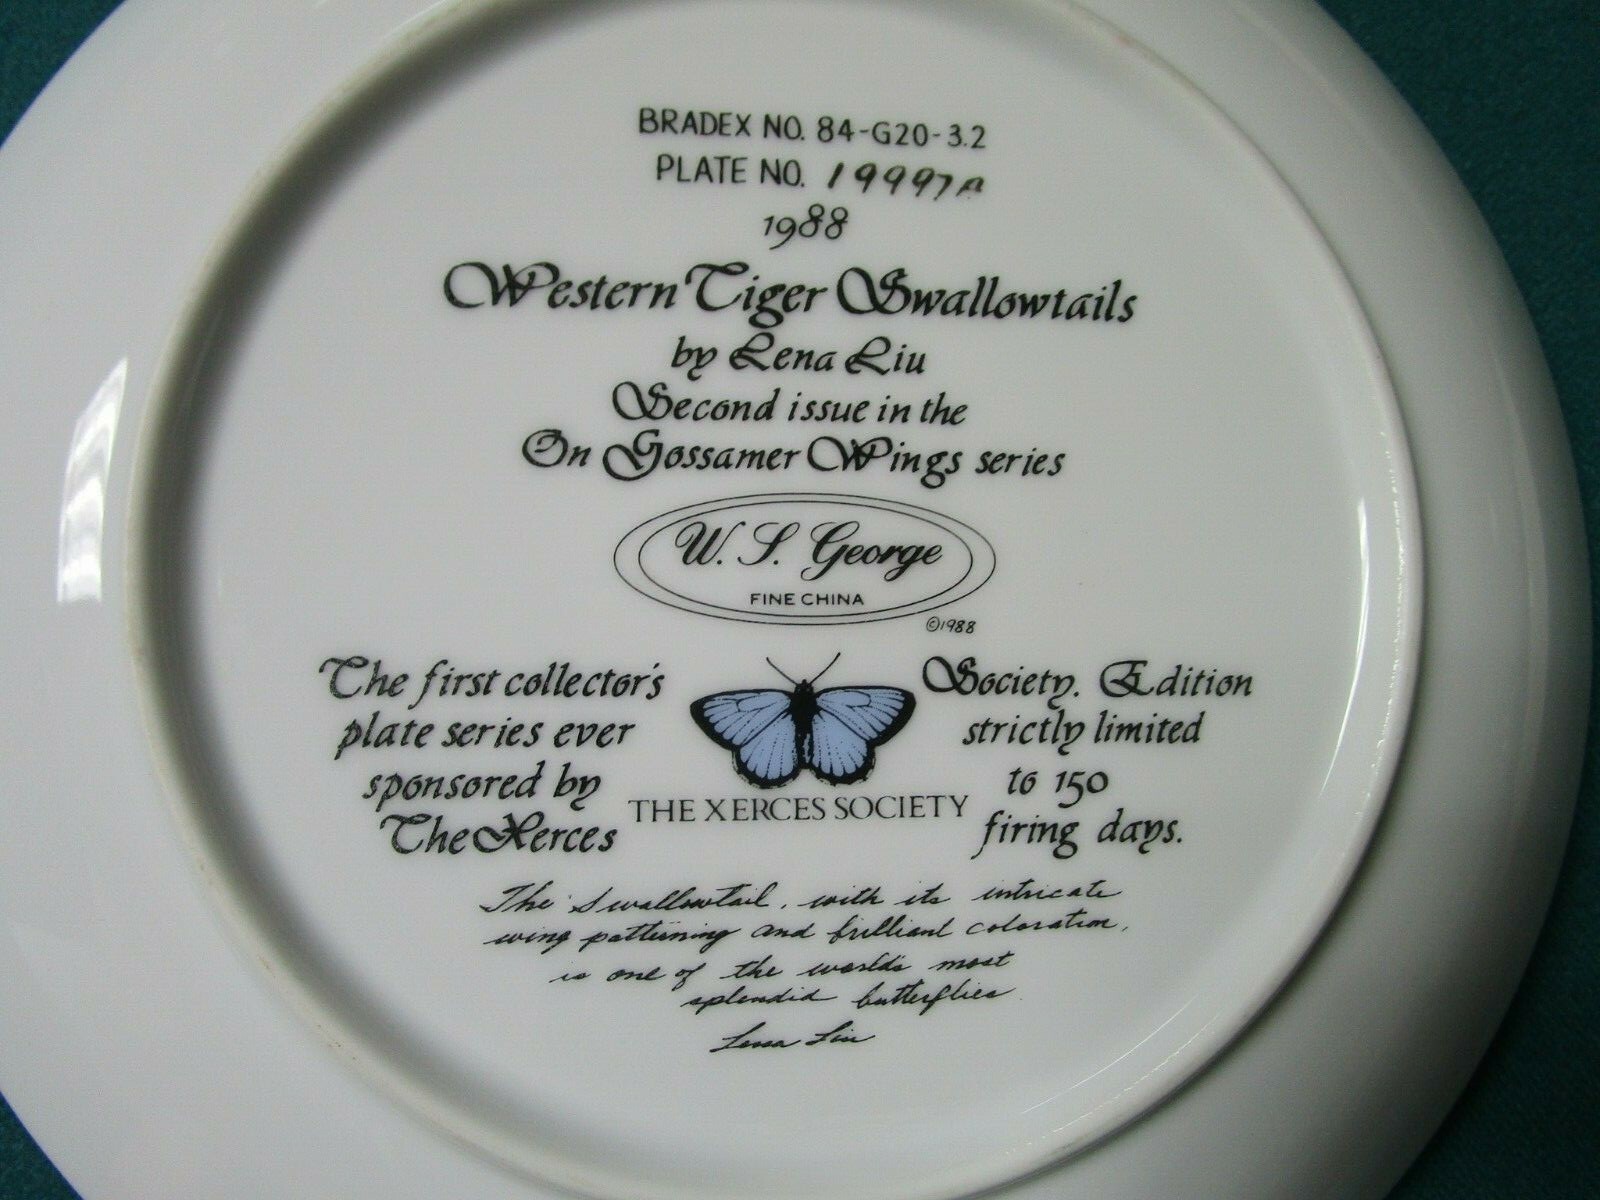 BRADEX NO. 84-G20-3.2
PLATE NO. 19997A
1988
Western Tiger Swallowtails
by Lena Liu
Second issue in the
On Gossamer Wings series
W. S. George
FINE CHINA
©1988
The first collector's
plate series ever
sponsored by
The Xerces
THE XERCES SOCIETY
Society. Edition
strictly limited
to 150
firing days.
The Swallowtail, with its intricate
wing patterning and brilliant coloration,
is one of the world's most
splendid butterflies
Lena Liu